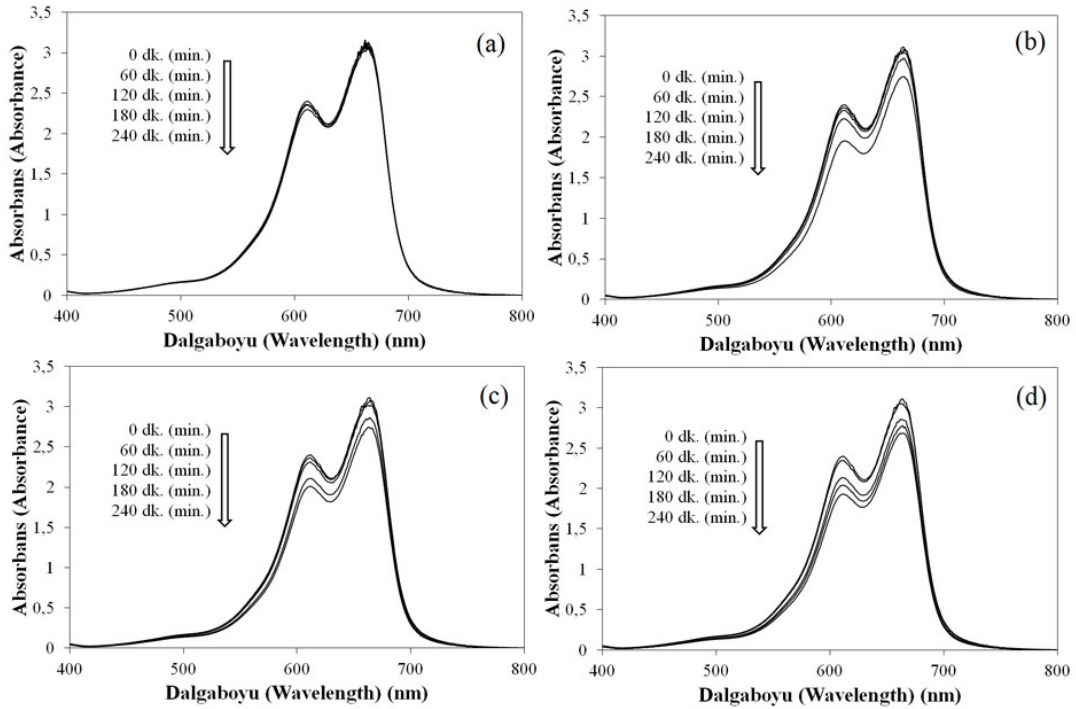 (a)
3,5
3
2,5
2
1,5
1
0,5
0
Absorbans (Absorbance)
0 dk. (min.)
60 dk. (min.)
120 dk. (min.)
180 dk. (min.)
240 dk. (min.)
400 500 600 700 800
Dalgaboyu (Wavelength) (nm)
(b)
3,5
3
2,5
2
1,5
1
0,5
0
Absorbans (Absorbance)
0 dk. (min.)
60 dk. (min.)
120 dk. (min.)
180 dk. (min.)
240 dk. (min.)
400 500 600 700 800
Dalgaboyu (Wavelength) (nm)
(c)
3,5
3
2,5
2
1,5
1
0,5
0
Absorbans (Absorbance)
0 dk. (min.)
60 dk. (min.)
120 dk. (min.)
180 dk. (min.)
240 dk. (min.)
400 500 600 700 800
Dalgaboyu (Wavelength) (nm)
(d)
3,5
3
2,5
2
1,5
1
0,5
0
Absorbans (Absorbance)
0 dk. (min.)
60 dk. (min.)
120 dk. (min.)
180 dk. (min.)
240 dk. (min.)
400 500 600 700 800
Dalgaboyu (Wavelength) (nm)